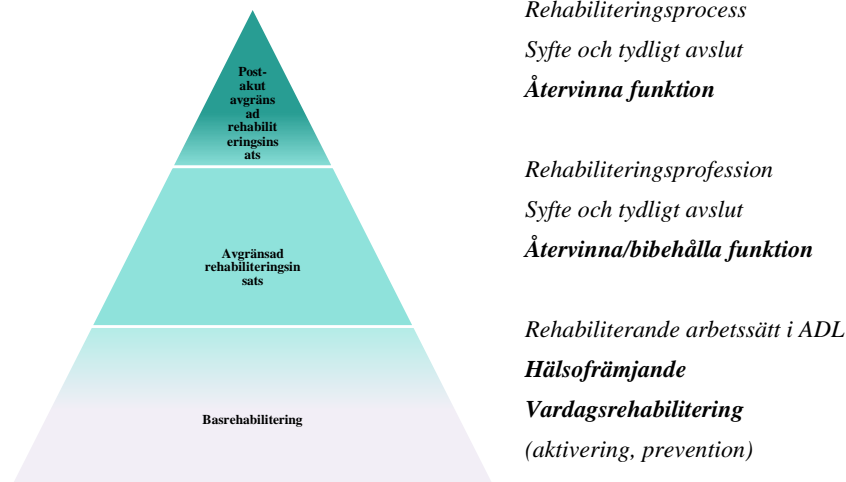 Post-
akut
avgräns
ad
rehabilit
eringsins
ats
Rehabiliteringsprocess
Syfte och tydligt avslut
Återvinna funktion
Avgränsad
rehabiliteringsin
sats
Rehabiliteringsprofession
Syfte och tydligt avslut
Återvinna/bibehålla funktion
Basrehabilitering
Rehabiliterande arbetssätt i ADL
Hälsofrämjande
Vardagsrehabilitering
(aktivering, prevention)